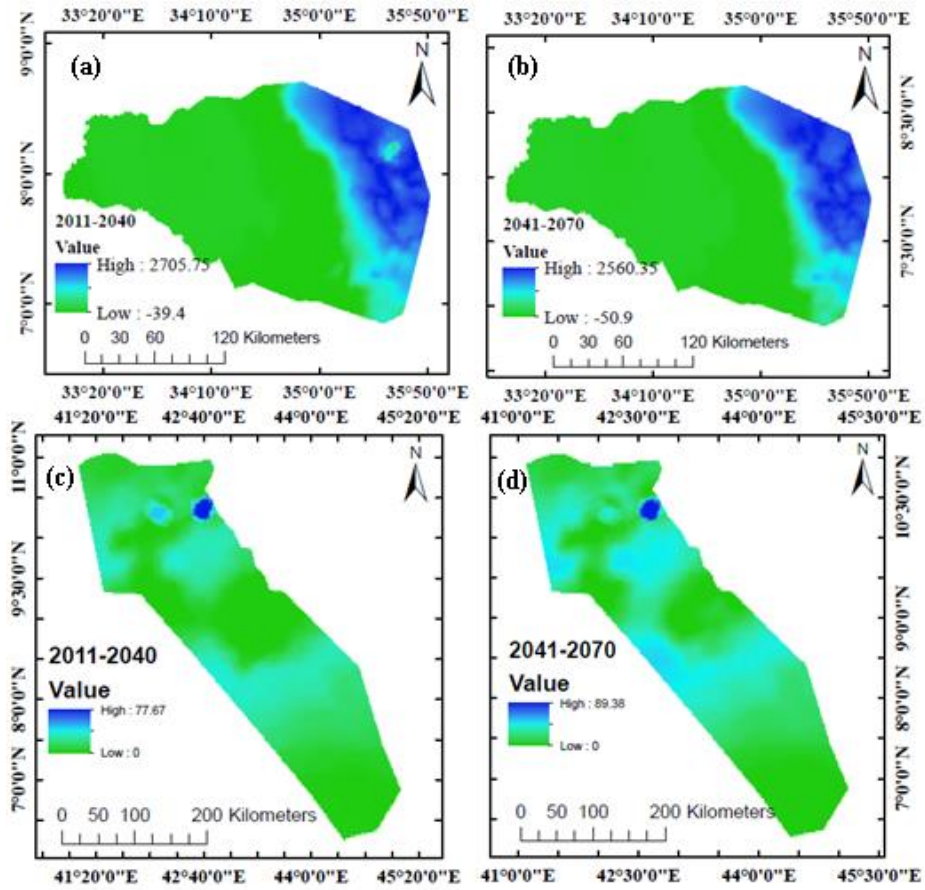 33°20'0"E 34°10'0"E 35°0'0"E 35°50'0"E
33°20'0"E 34°10'0"E 35°0'0"E 35°50'0"E
(a)
N
9°0'0"N
8°0'0"N
7°0'0"N
2011-2040
Value
High : 2705.75
Low : -39.4
0 30 60 120 Kilometers
33°20'0"E 34°10'0"E 35°0'0"E 35°50'0"E
(b)
N
8°30'0"N
7°30'0"N
2041-2070
Value
High : 2560.35
Low : -50.9
0 30 60 120 Kilometers
33°20'0"E 34°10'0"E 35°0'0"E 35°50'0"E
41°20'0"E 42°40'0"E 44°0'0"E 45°20'0"E
(c)
N
11°0'0"N
9°30'0"N
8°0'0"N
7°0'0"N
2011-2040
Value
High : 77.67
Low : 0
0 50 100 200 Kilometers
41°20'0"E 42°40'0"E 44°0'0"E 45°20'0"E
41°0'0"E 42°30'0"E 44°0'0"E 45°30'0"E
(d)
N
10°30'0"N
9°0'0"N
8°0'0"N
7°0'0"N
2041-2070
Value
High : 89.38
Low : 0
0 50 100 200 Kilometers
41°0'0"E 42°30'0"E 44°0'0"E 45°30'0"E